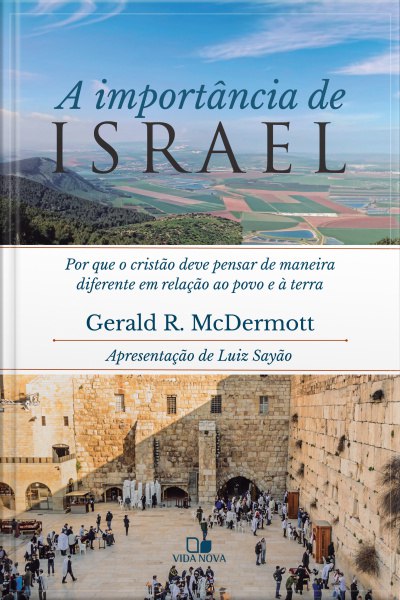 A importância de
ISRAEL
Por que o cristão deve pensar de maneira
diferente em relação ao povo e à terra
Gerald R. McDermott
Apresentação de Luiz Sayão
VIDA NOVA